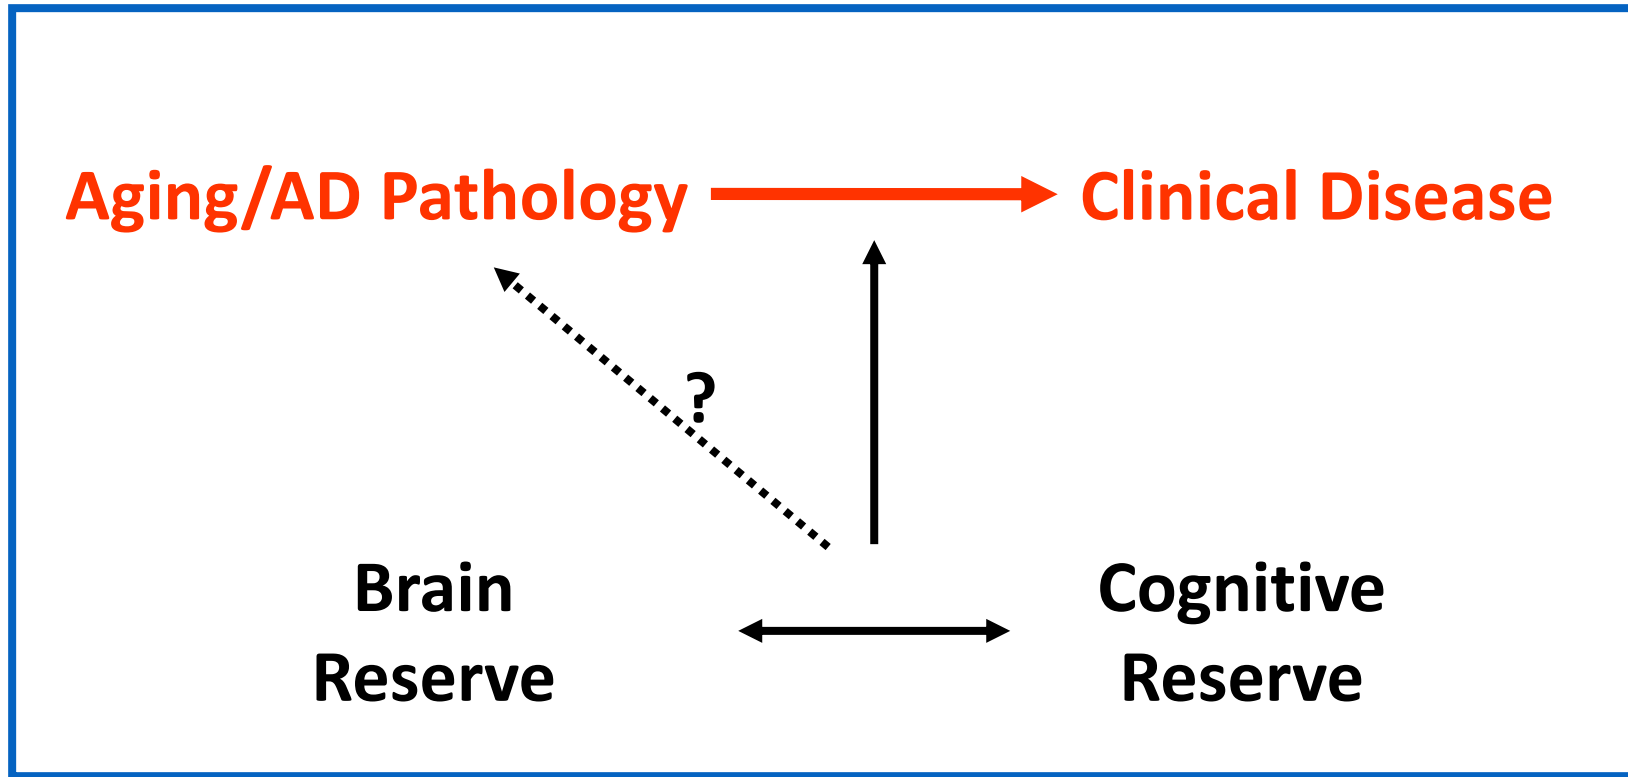 Aging/AD Pathology
Clinical Disease
?
Brain
Reserve
Cognitive
Reserve